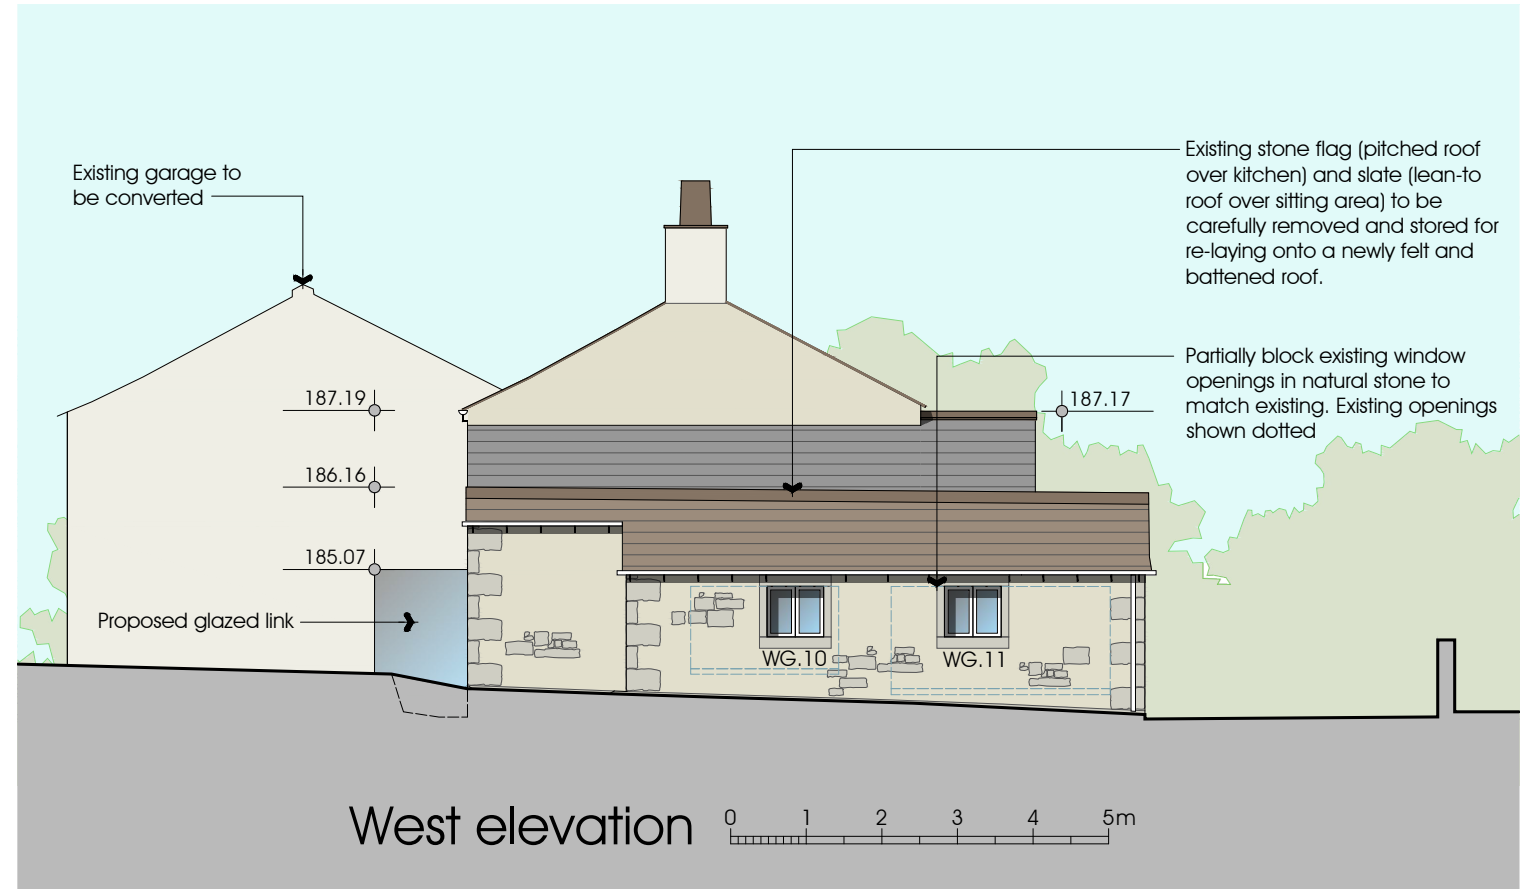 Existing garage to
be converted
Existing stone flag (pitched roof
over kitchen) and slate (lean-to
roof over sitting area) to be
carefully removed and stored for
re-laying onto a newly felt and
battened roof.
Partially block existing window
openings in natural stone to
match existing. Existing openings
shown dotted
187.19
187.17
186.16
185.07
Proposed glazed link
WG.10
WG.11
West elevation
0 1 2 3 4 5m